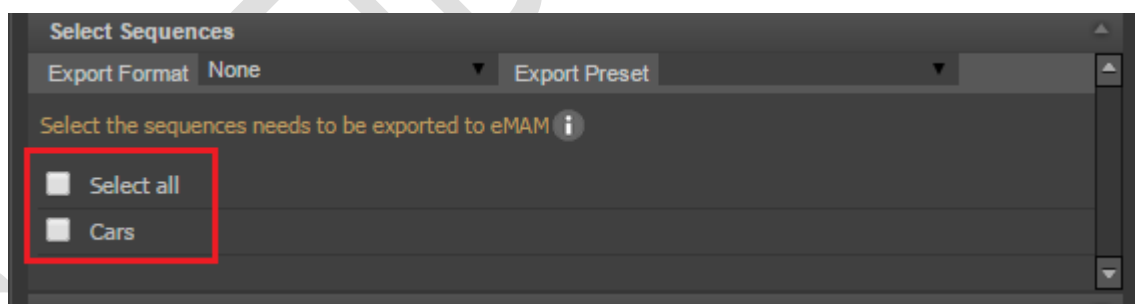 Select Sequences
Export Format None Export Preset
Select the sequences needs to be exported to eMAM
Select all
Cars